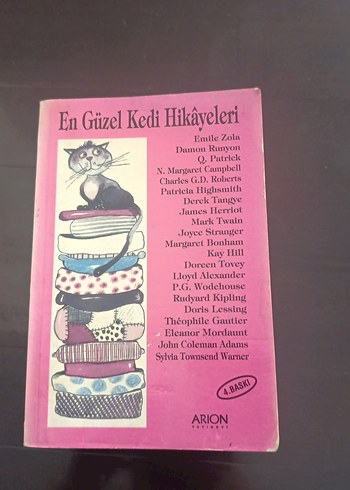 En Güzel Kedi Hikâyeleri
Emile Zola
Damon Runyon
Q. Patrick
N. Margaret Campbell
Charles G.D. Roberts
Patricia Highsmith
Derek Tangye
James Herriot
Mark Twain
Joyce Stranger
Margaret Bonham
Kay Hill
Doreen Tovey
Lloyd Alexander
P.G. Wodehouse
Rudyard Kipling
Doris Lessing
Théophile Gautier
Eleanor Mordaunt
John Coleman Adams
Sylvia Townsend Warner
4. BASKI
ARION
YAYINEVİ